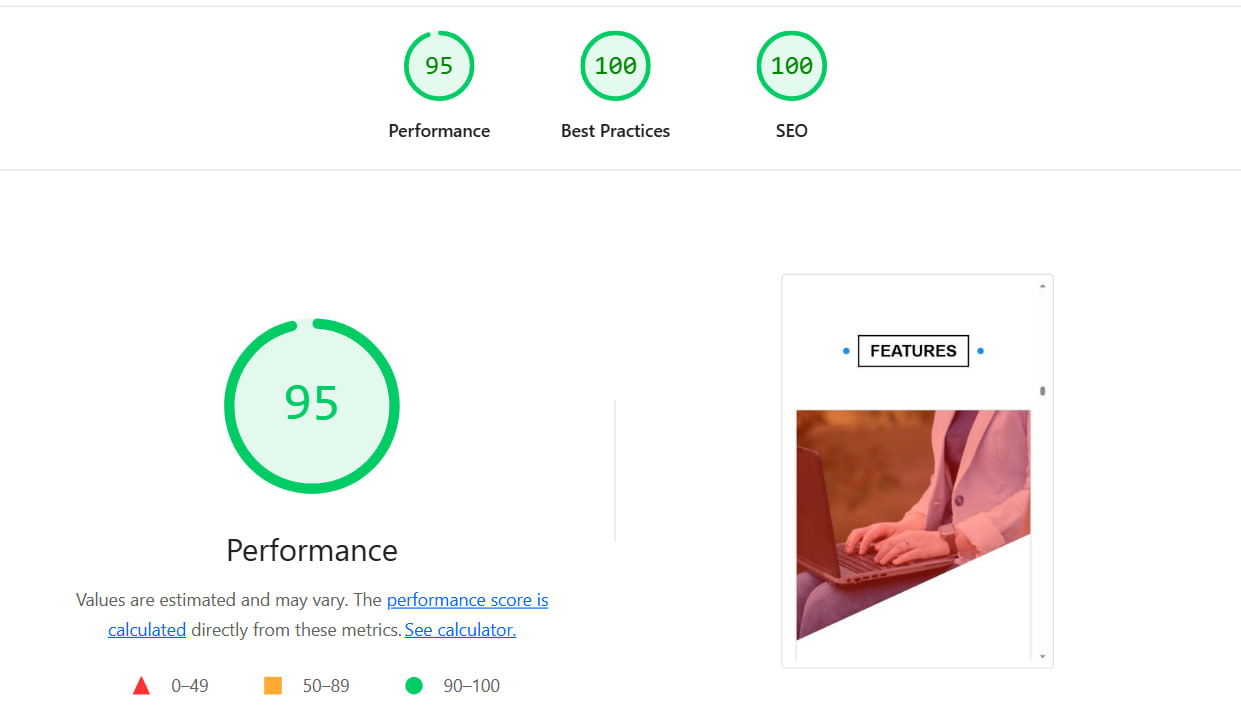 95
100
100
Performance
Best Practices
SEO
95
Performance
Values are estimated and may vary. The performance score is
calculated directly from these metrics. See calculator.
0–49
50–89
90–100
FEATURES